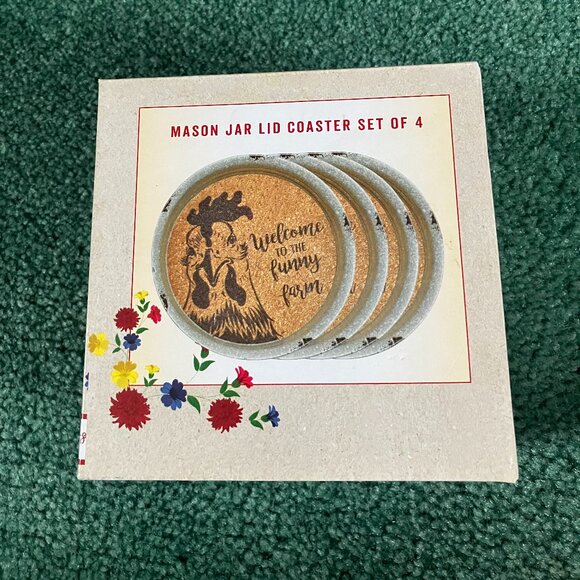 MASON JAR LID COASTER SET OF 4
Welcome
TO THE
funny
farm